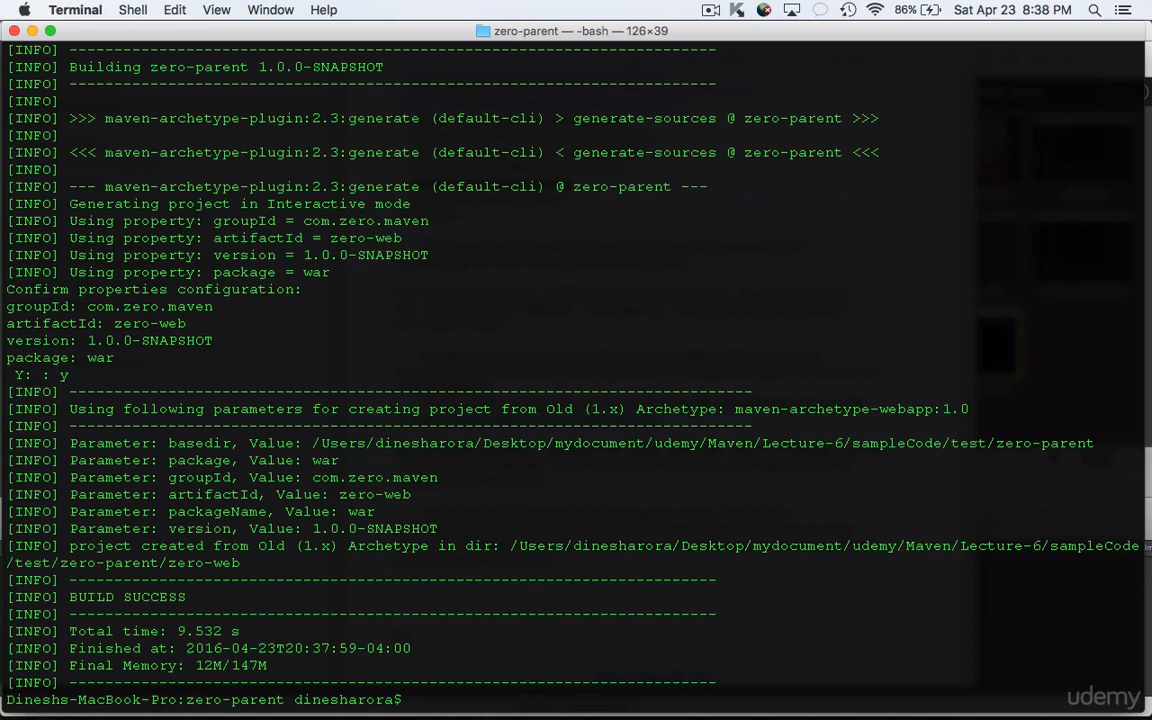 Terminal Shell Edit View Window Help 86% Sat Apr 23 8:38 PM
zero-parent — -bash — 126×39
[INFO] ------------------------------------------------------------------------
[INFO] Building zero-parent 1.0.0-SNAPSHOT
[INFO] ------------------------------------------------------------------------
[INFO]
[INFO] >>> maven-archetype-plugin:2.3:generate (default-cli) > generate-sources @ zero-parent >>>
[INFO]
[INFO] <<< maven-archetype-plugin:2.3:generate (default-cli) < generate-sources @ zero-parent <<<
[INFO]
[INFO] --- maven-archetype-plugin:2.3:generate (default-cli) @ zero-parent ---
[INFO] Generating project in Interactive mode
[INFO] Using property: groupId = com.zero.maven
[INFO] Using property: artifactId = zero-web
[INFO] Using property: version = 1.0.0-SNAPSHOT
[INFO] Using property: package = war
Confirm properties configuration:
groupId: com.zero.maven
artifactId: zero-web
version: 1.0.0-SNAPSHOT
package: war
 Y: : y
[INFO] ----------------------------------------------------------------------------
[INFO] Using following parameters for creating project from Old (1.x) Archetype: maven-archetype-webapp:1.0
[INFO] ----------------------------------------------------------------------------
[INFO] Parameter: basedir, Value: /Users/dinesharora/Desktop/mydocument/udemy/Maven/Lecture-6/sampleCode/test/zero-parent
[INFO] Parameter: package, Value: war
[INFO] Parameter: groupId, Value: com.zero.maven
[INFO] Parameter: artifactId, Value: zero-web
[INFO] Parameter: packageName, Value: war
[INFO] Parameter: version, Value: 1.0.0-SNAPSHOT
[INFO] project created from Old (1.x) Archetype in dir: /Users/dinesharora/Desktop/mydocument/udemy/Maven/Lecture-6/sampleCode
/test/zero-parent/zero-web
[INFO] ------------------------------------------------------------------------
[INFO] BUILD SUCCESS
[INFO] ------------------------------------------------------------------------
[INFO] Total time: 9.532 s
[INFO] Finished at: 2016-04-23T20:37:59-04:00
[INFO] Final Memory: 12M/147M
[INFO] ------------------------------------------------------------------------
Dineshs-MacBook-Pro:zero-parent dinesharora$
udemy